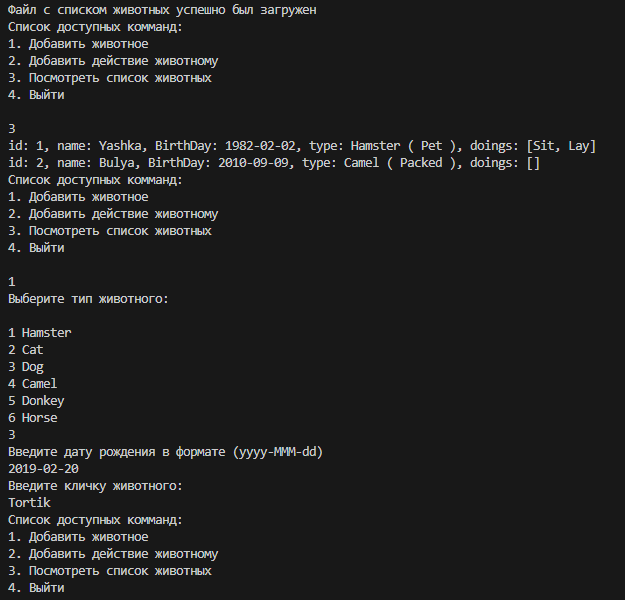 Файл с списком животных успешно был загружен
Список доступных комманд:
1. Добавить животное
2. Добавить действие животному
3. Посмотреть список животных
4. Выйти
3
id: 1, name: Yashka, BirthDay: 1982-02-02, type: Hamster ( Pet ), doings: [Sit, Lay]
id: 2, name: Bulya, BirthDay: 2010-09-09, type: Camel ( Packed ), doings: []
Список доступных комманд:
1. Добавить животное
2. Добавить действие животному
3. Посмотреть список животных
4. Выйти
1
Выберите тип животного:
1 Hamster
2 Cat
3 Dog
4 Camel
5 Donkey
6 Horse
3
Введите дату рождения в формате (yyyy-MMM-dd)
2019-02-20
Введите кличку животного:
Tortik
Список доступных комманд:
1. Добавить животное
2. Добавить действие животному
3. Посмотреть список животных
4. Выйти